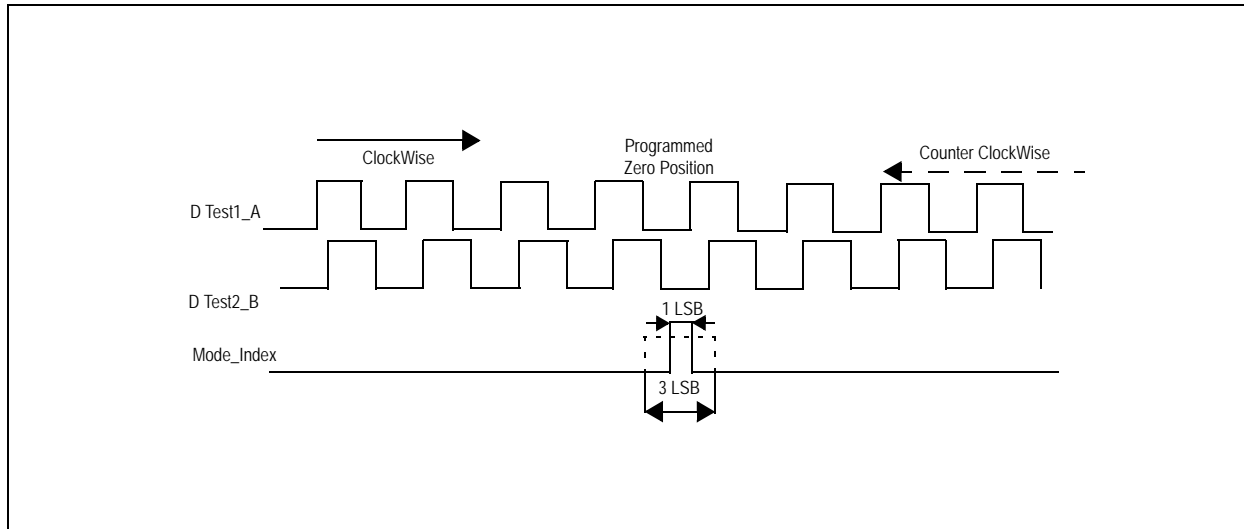 Programmed
Zero Position
ClockWise
Counter ClockWise
D Test1_A
D Test2_B
1 LSB
Mode_Index
3 LSB